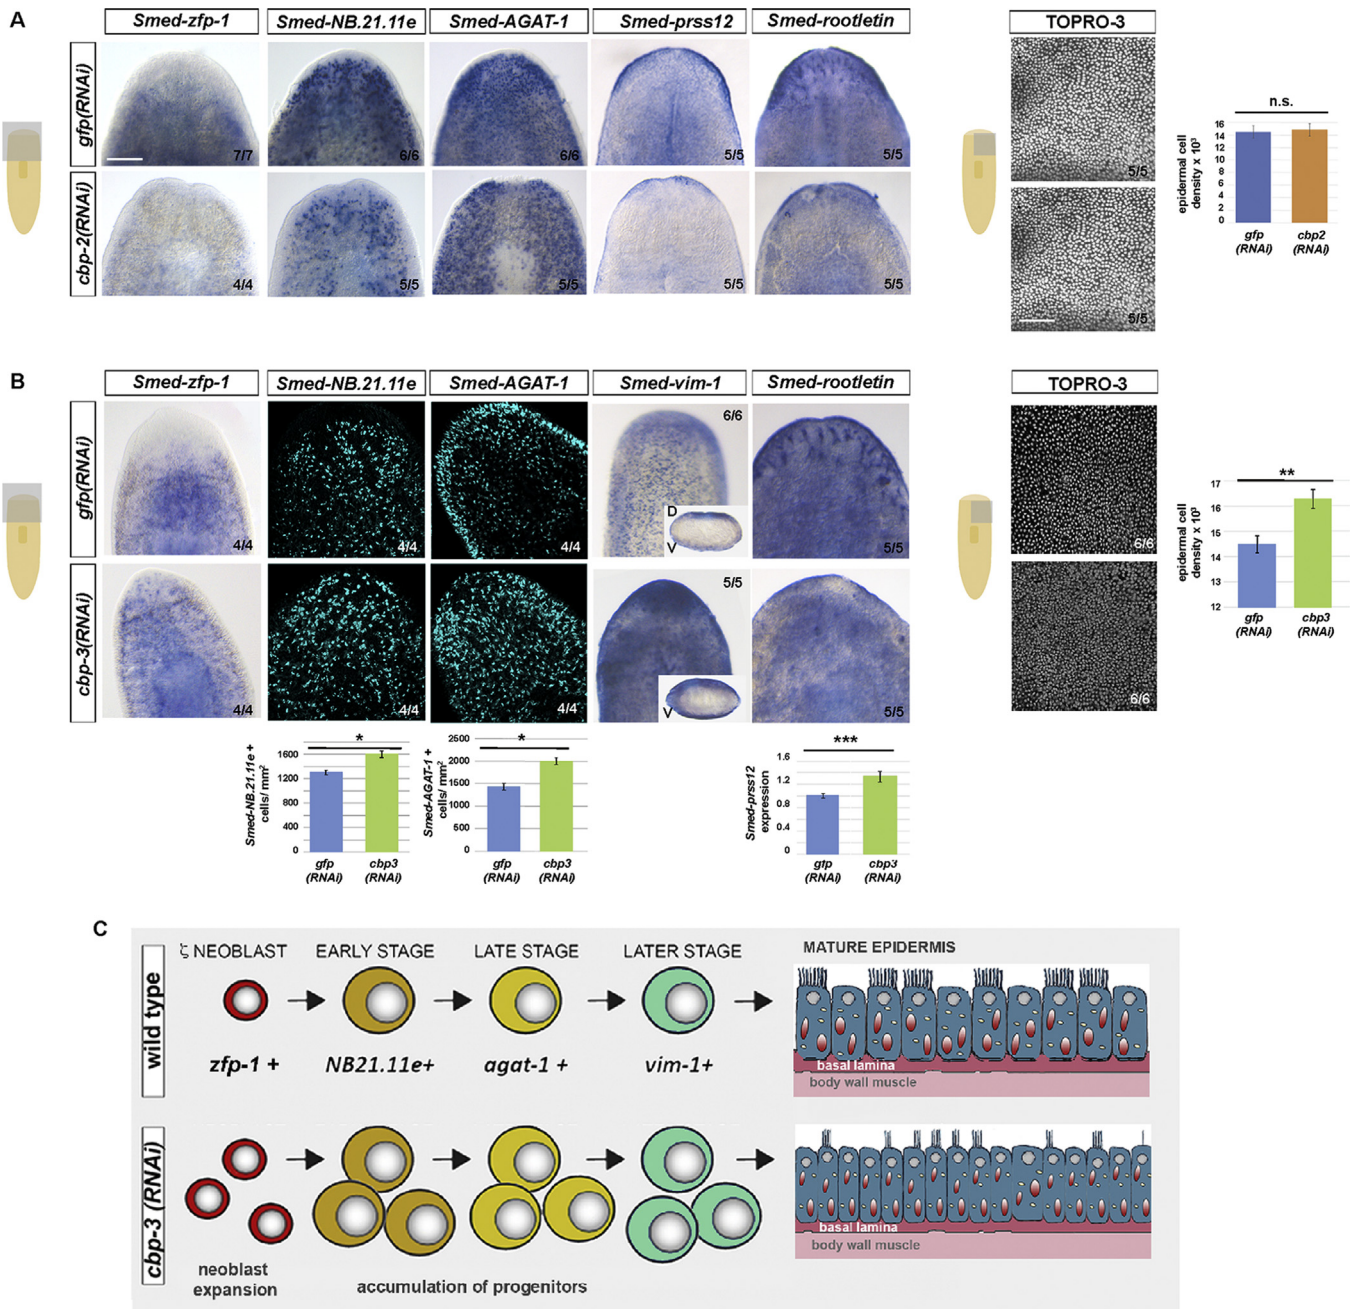 A
Smed-zfp-1
Smed-NB.21.11e
Smed-AGAT-1
Smed-prss12
Smed-rootletin
TOPRO-3
gfp(RNAi)
7/7
6/6
6/6
5/5
5/5
5/5
cbp-2(RNAi)
4/4
5/5
5/5
5/5
5/5
5/5
n.s.
epidermal cell
density x 10³
16
14
12
10
8
6
4
2
0
gfp
(RNAi)
cbp2
(RNAi)
B
Smed-zfp-1
Smed-NB.21.11e
Smed-AGAT-1
Smed-vim-1
Smed-rootletin
TOPRO-3
gfp(RNAi)
4/4
4/4
4/4
6/6
D
V
5/5
6/6
cbp-3(RNAi)
4/4
4/4
4/4
5/5
V
5/5
6/6
**
epidermal cell
density x 10³
17
16
15
14
13
12
gfp
(RNAi)
cbp3
(RNAi)
*
Smed-NB.21.11e +
cells/ mm²
1600
1200
800
400
0
gfp
(RNAi)
cbp3
(RNAi)
*
Smed-AGAT-1 +
cells/ mm²
2500
2000
1500
1000
500
0
gfp
(RNAi)
cbp3
(RNAi)
***
Smed-prss12
expression
1.6
1.2
0.8
0.4
0
gfp
(RNAi)
cbp3
(RNAi)
C
wild type
ζ NEOBLAST
EARLY STAGE
LATE STAGE
LATER STAGE
MATURE EPIDERMIS
zfp-1 +
NB21.11e+
agat-1 +
vim-1+
basal lamina
body wall muscle
cbp-3 (RNAi)
neoblast
expansion
accumulation of progenitors
basal lamina
body wall muscle